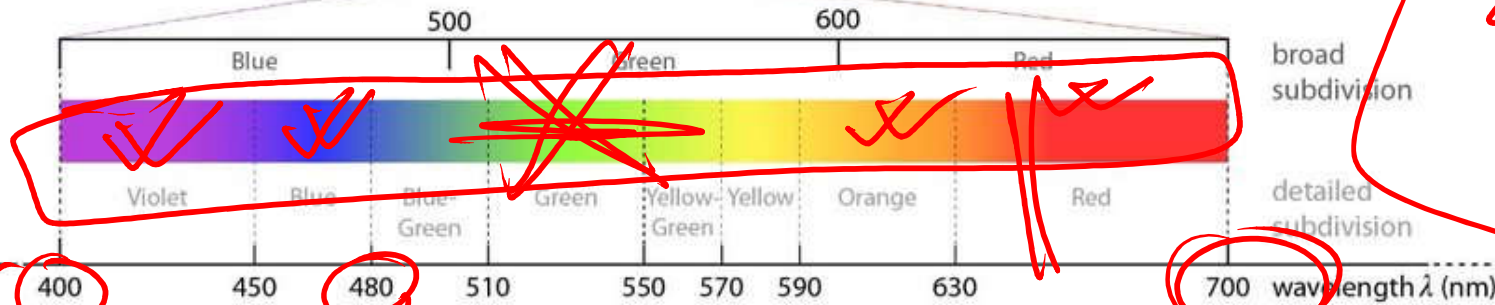 500 600
Blue Green Red broad
subdivision
Violet Blue Blue- Green Yellow- Yellow Orange Red detailed
Green Green subdivision
400 450 480 510 550 570 590 630 700 wavelength λ (nm)